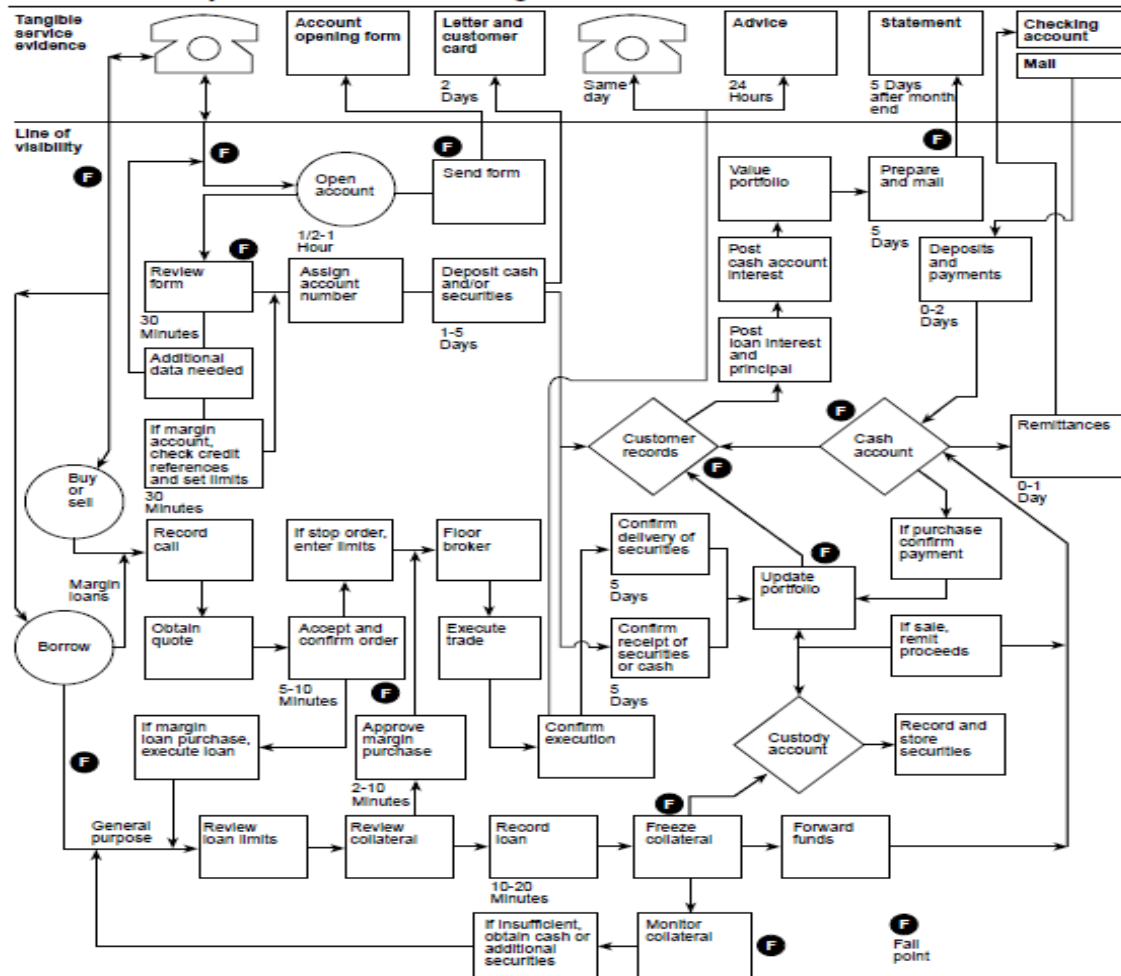 Tangible
service
evidence
Account
opening form
Letter and
customer
card
2
Days
Same
day
Advice
24
Hours
Statement
5 Days
after month
end
Checking
account
Mail
Line of
visibility
F
F
F
F
Open
account
1/2-1
Hour
Send form
Value
portfolio
Prepare
and mail
5
Days
Deposits
and
payments
0-2
Days
F
Review
form
30
Minutes
Assign
account
number
Deposit cash
and/or
securities
1-5
Days
Post
cash account
interest
Post
loan interest
and
principal
Additional
data needed
If margin
account,
check credit
references
and set limits
30
Minutes
Customer
records
F
F
Cash
account
Remittances
0-1
Day
Buy
or
sell
Record
call
If stop order,
enter limits
Floor
broker
Confirm
delivery of
securities
5
Days
F
Update
portfolio
If purchase
confirm
payment
Margin
loans
Borrow
Obtain
quote
Accept and
confirm order
5-10
Minutes
Execute
trade
Confirm
receipt of
securities
or cash
5
Days
If sale,
remit
proceeds
F
F
If margin
loan purchase,
execute loan
Approve
margin
purchase
2-10
Minutes
Confirm
execution
Custody
account
Record and
store
securities
General
purpose
Review
loan limits
Review
collateral
Record
loan
10-20
Minutes
F
Freeze
collateral
Forward
funds
If insufficient,
obtain cash or
additional
securities
Monitor
collateral
F
F
Fail
point